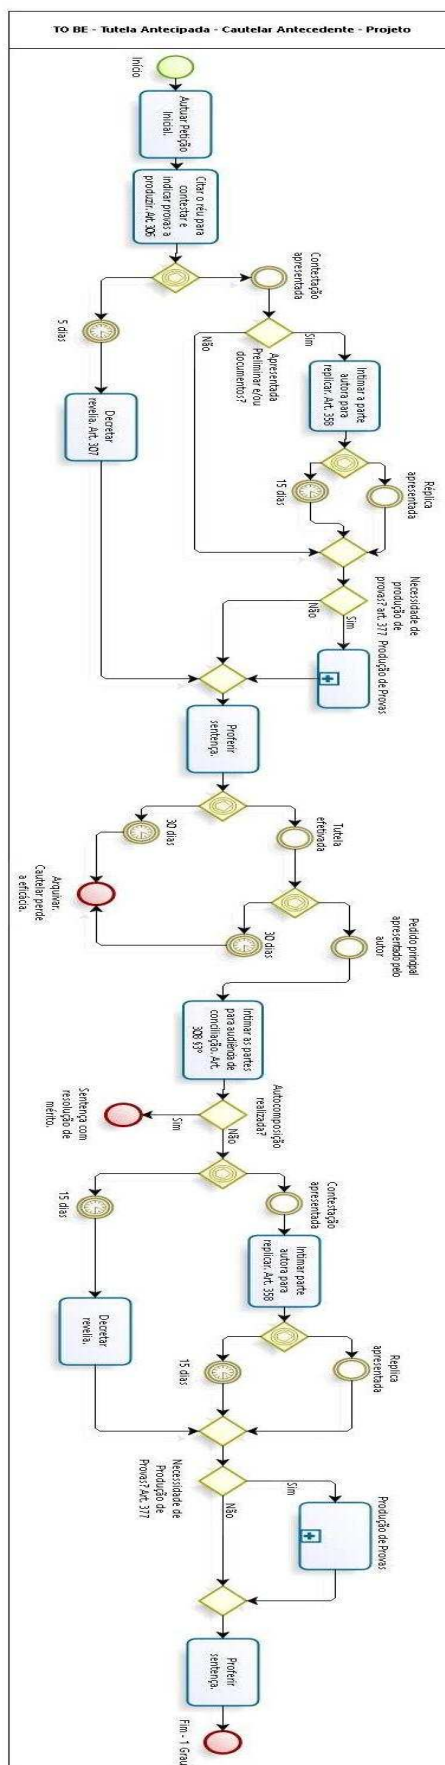 TO BE - Tutela Antecipada - Cautelar Antecedente - Projeto
Início
Autuar Petição
Inicial.
Citar o réu para
contestar e
indicar provas a
produzir. Art. 306
Contestação
apresentada
5 dias
Apresentada
Preliminar e/ou
documentos?
Sim
Não
Decretar
revelia. Art. 307
Intimar a parte
autora para
replicar. Art. 358
Réplica
apresentada
15 dias
Necessidade de
produção de
provas? art. 377
Sim
Não
Produção de Provas
Proferir
sentença.
Tutela
efetivada
30 dias
Arquivar.
Cautelar perde
a eficácia.
Pedido principal
apresentado pelo
autor
30 dias
Intimar as partes
para audiência de
conciliação. Art.
308 §3º
Autocomposição
realizada?
Sim
Não
Sentença com
resolução de
mérito.
Contestação
apresentada
15 dias
Intimar parte
autora para
replicar. Art. 358
Decretar
revelia.
Replica
apresentada
15 dias
Necessidade de
Produção de
Provas? Art. 377
Sim
Não
Produção de Provas
Proferir
sentença.
Fim - 1 Grau